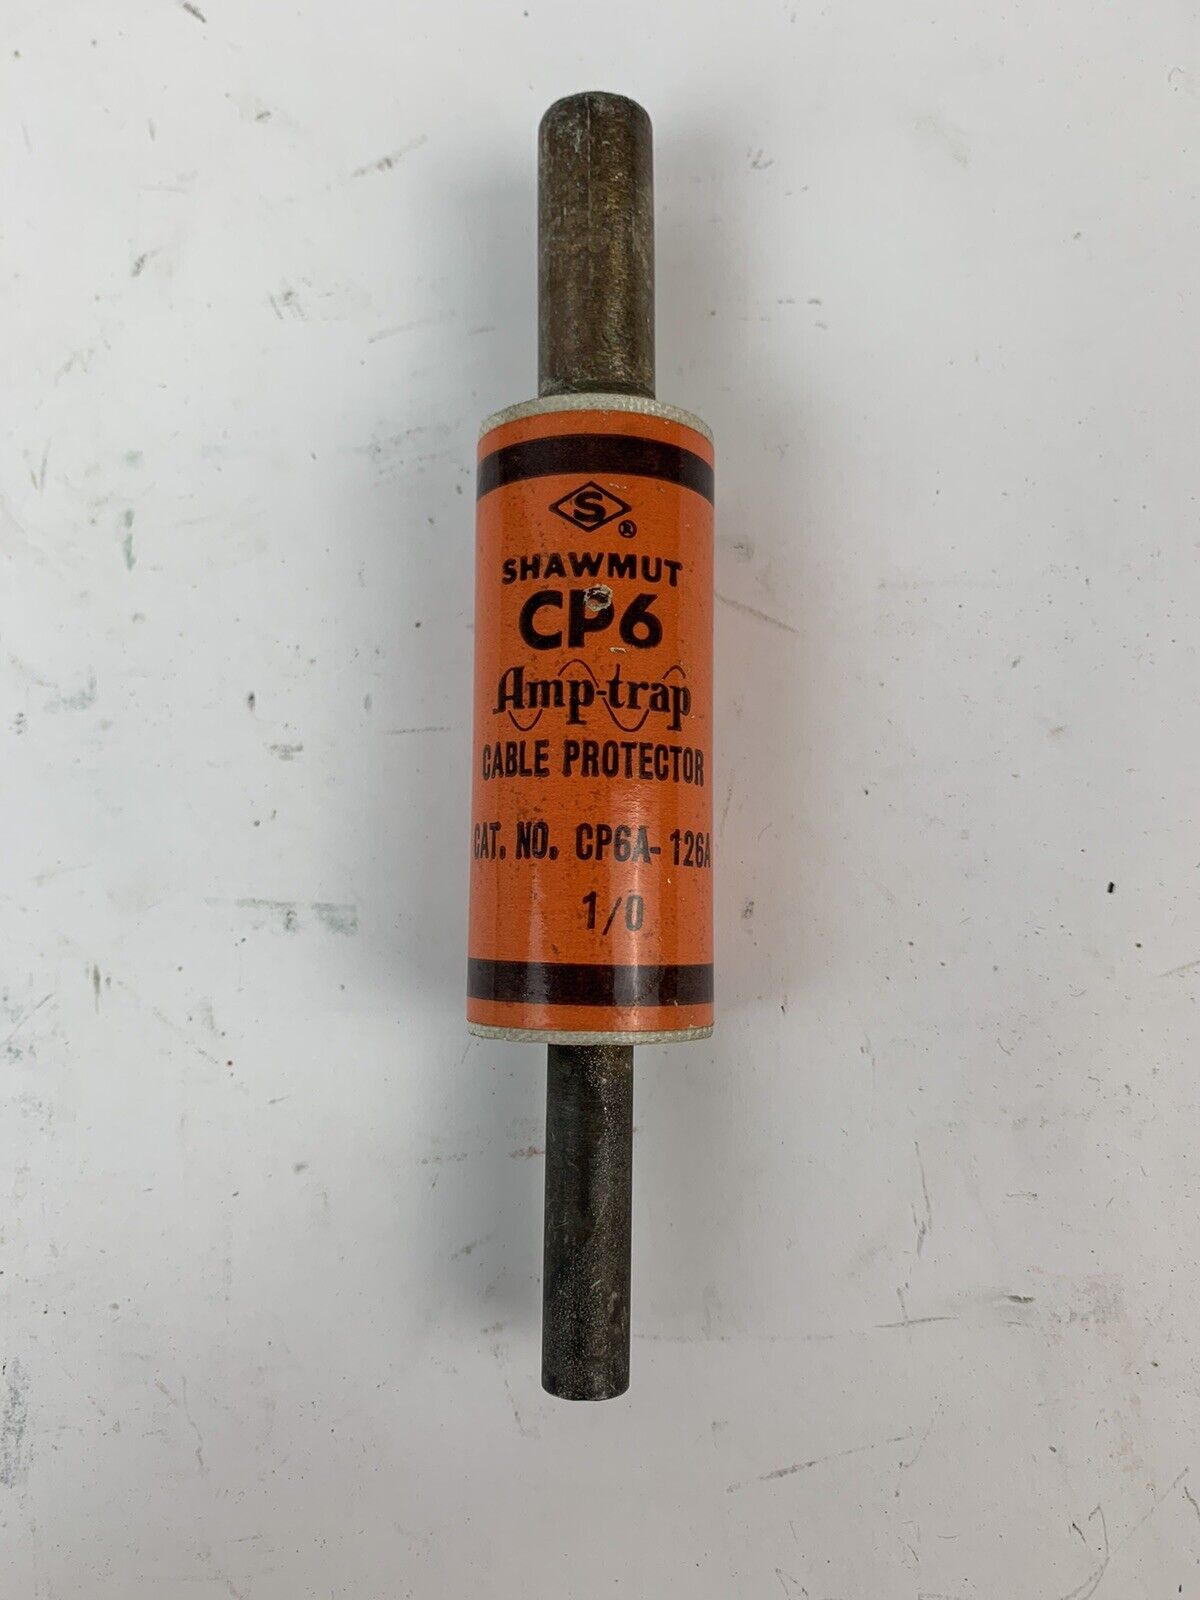 S
®
SHAWMUT
CP6
Amp-trap
CABLE PROTECTOR
CAT. NO. CP6A-126A
1/0